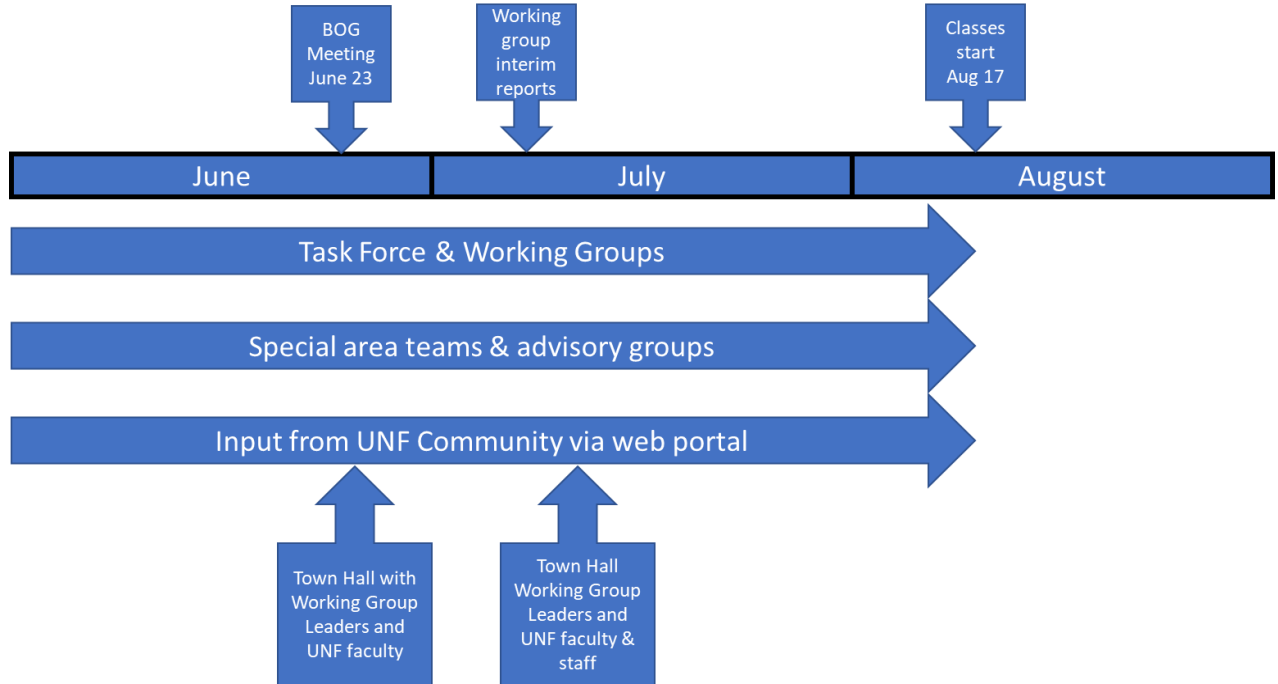 BOG
Meeting
June 23
Working
group
interim
reports
Classes
start
Aug 17
June
July
August
Task Force & Working Groups
Special area teams & advisory groups
Input from UNF Community via web portal
Town Hall with
Working Group
Leaders and
UNF faculty
Town Hall
Working Group
Leaders and
UNF faculty &
staff